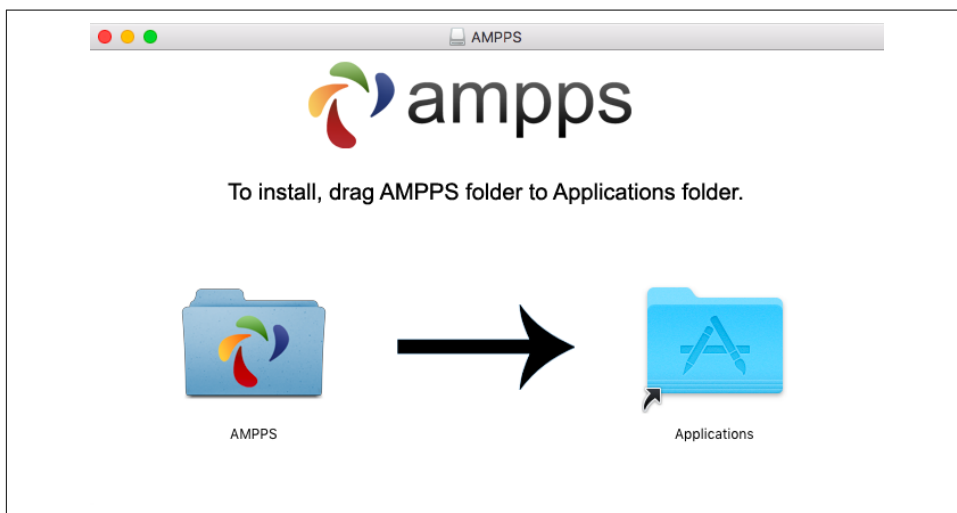 AMPPS
ampps
To install, drag AMPPS folder to Applications folder.
AMPPS
Applications